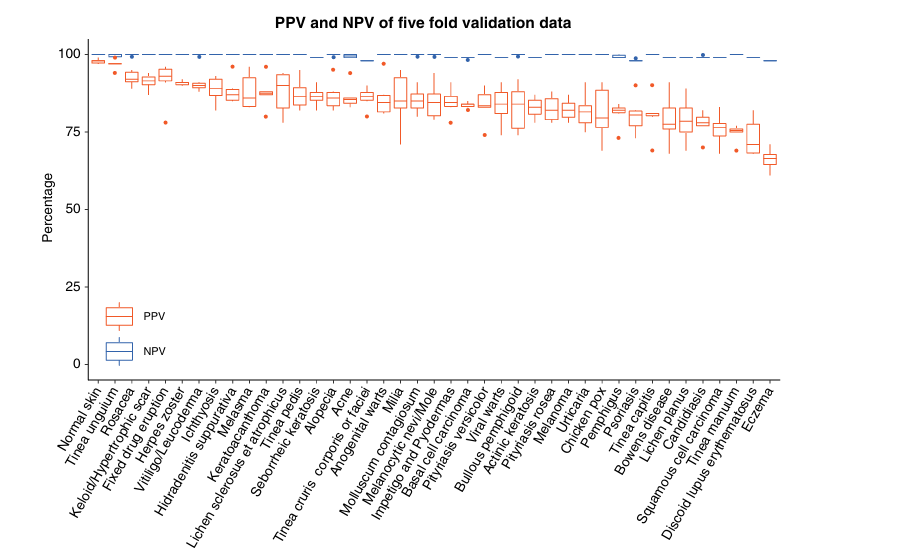 PPV and NPV of five fold validation data
Percentage
100
75
50
25
0
PPV
NPV
Normal skin
Tinea unguium
Rosacea
Keloid/Hypertrophic scar
Fixed drug eruption
Herpes zoster
Vitiligo/Leucoderma
Ichthyosis
Hidradenitis suppurativa
Melasma
Keratoacanthoma
Lichen sclerosus et atrophicus
Tinea pedis
Seborrheic keratosis
Alopecia
Acne
Tinea cruris corporis or faciei
Anogenital warts
Milia
Molluscum contagiosum
Melanocytic nevi/Mole
Impetigo and Pyodermas
Basal cell carcinoma
Pityriasis versicolor
Viral warts
Bullous pemphigoid
Actinic keratosis
Pityriasis rosea
Melanoma
Urticaria
Chicken pox
Pemphigus
Psoriasis
Tinea capitis
Bowens disease
Lichen planus
Candidiasis
Squamous cell carcinoma
Tinea manuum
Discoid lupus erythematosus
Eczema